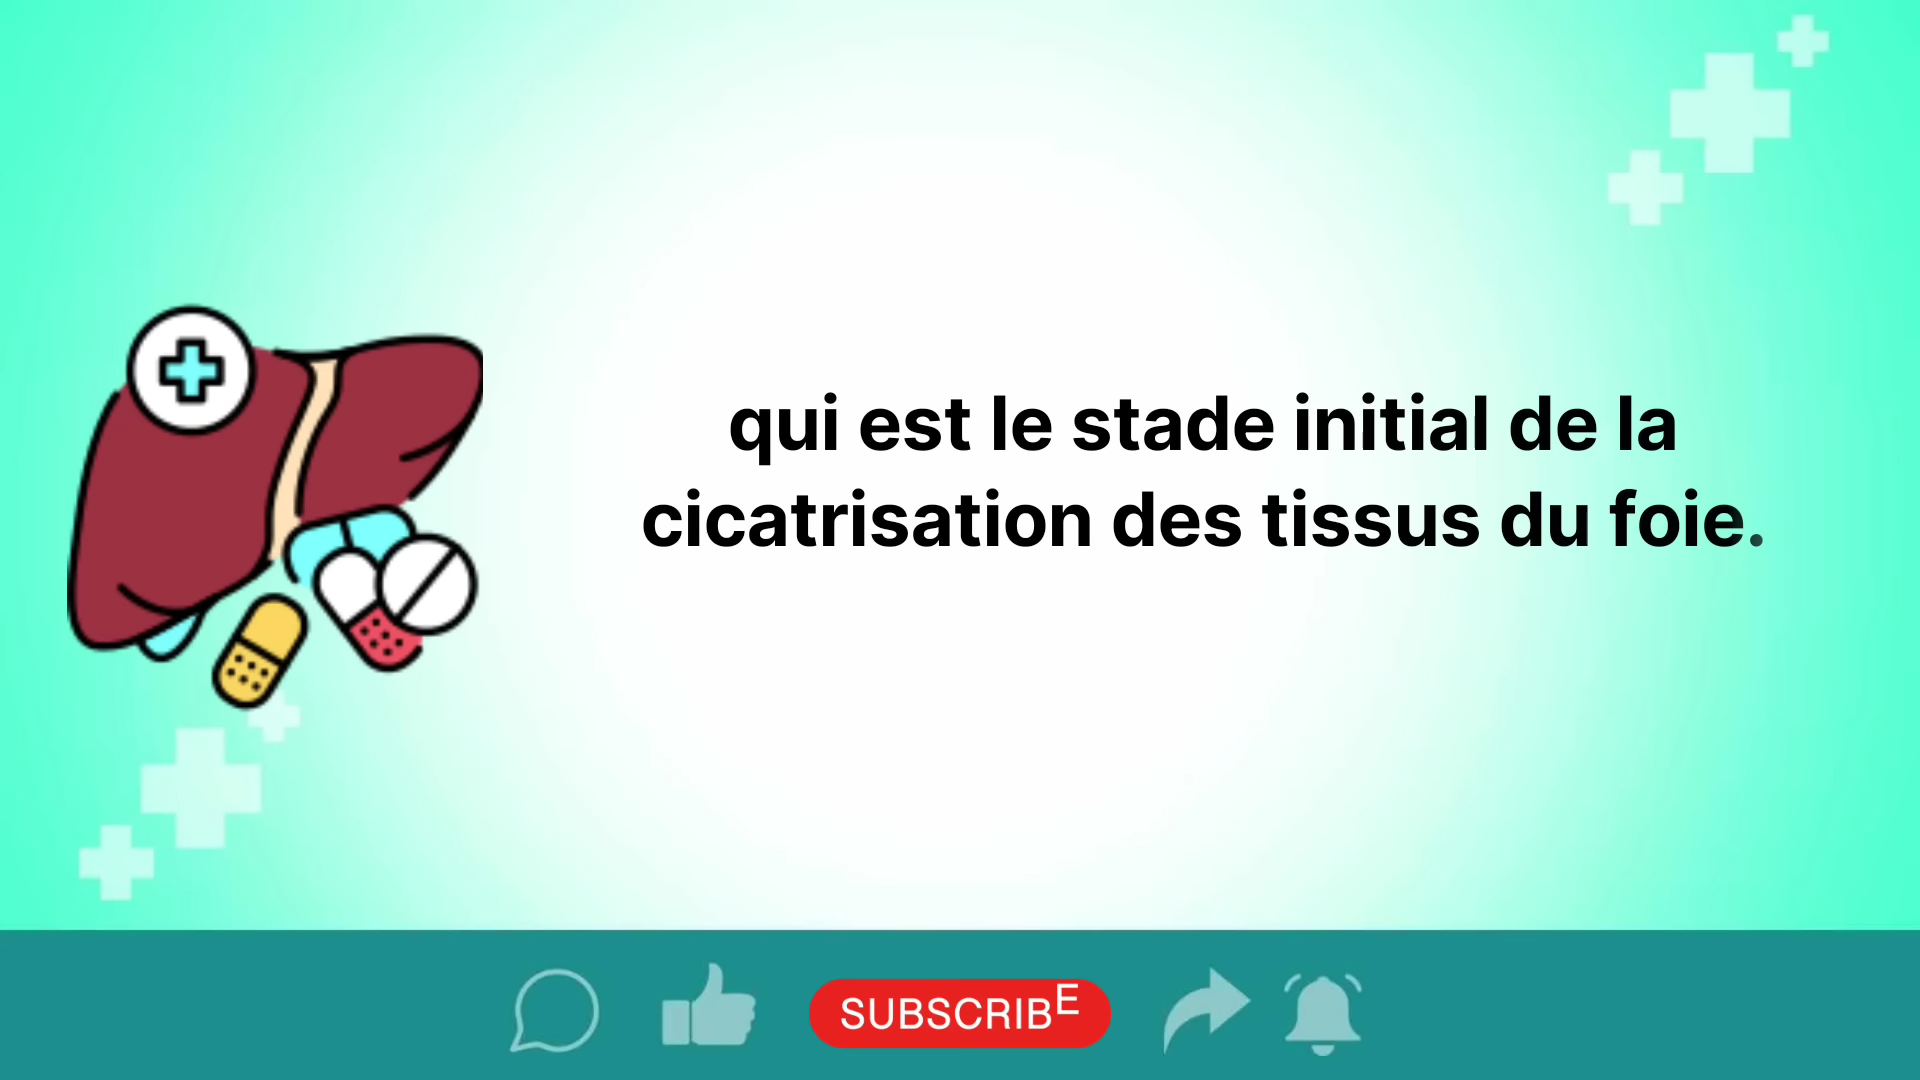 qui est le stade initial de la
cicatrisation des tissus du foie.
SUBSCRIBE